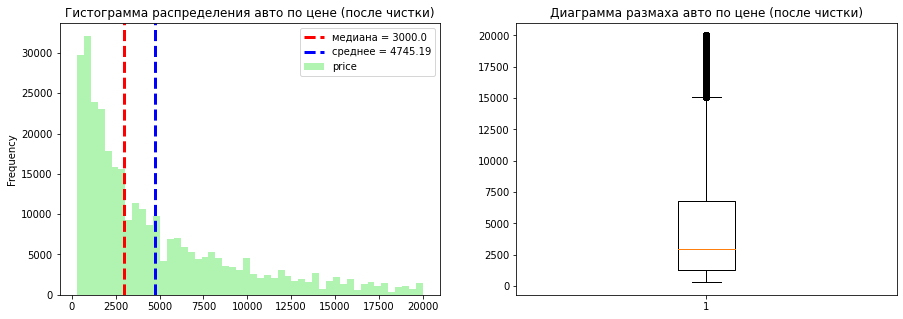 Гистограмма распределения авто по цене (после чистки)
Frequency
30000
25000
20000
15000
10000
5000
0
медиана = 3000.0
среднее = 4745.19
price
0 2500 5000 7500 10000 12500 15000 17500 20000
Диаграмма размаха авто по цене (после чистки)
20000
17500
15000
12500
10000
7500
5000
2500
0
1